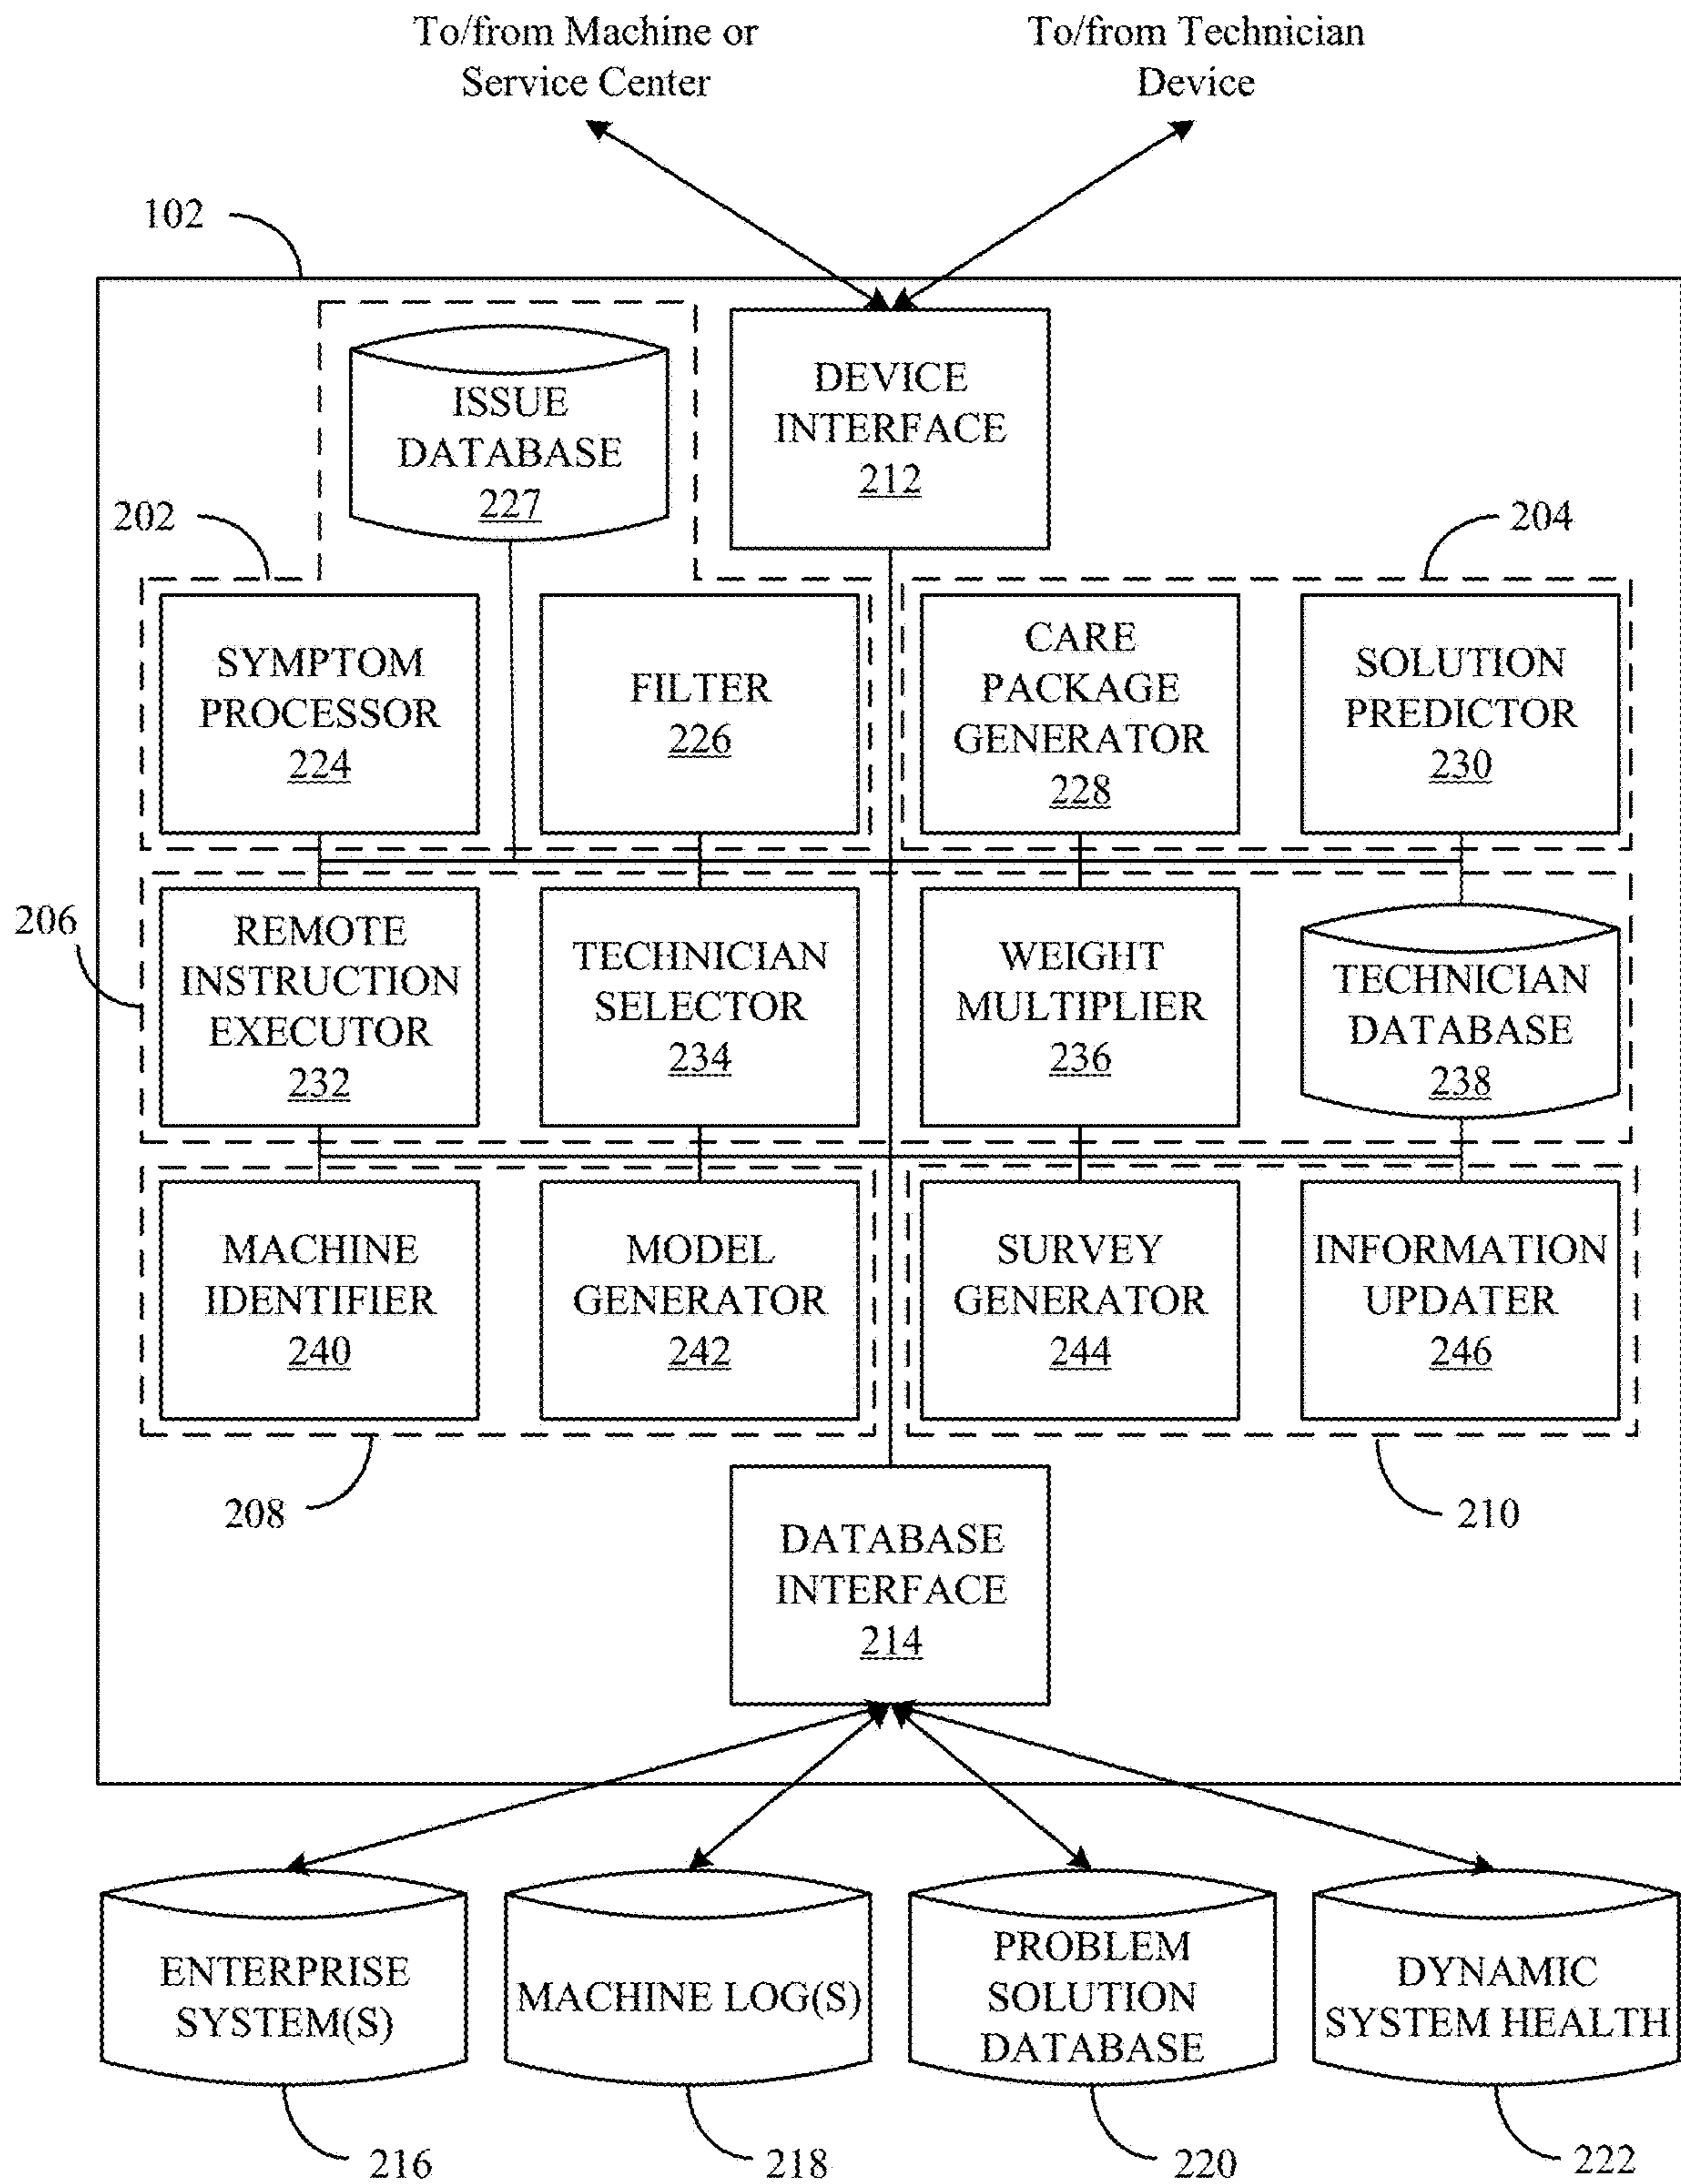 To/from Machine or
Service Center
To/from Technician
Device
102
ISSUE
DATABASE
227
DEVICE
INTERFACE
212
202
204
SYMPTOM
PROCESSOR
224
FILTER
226
CARE
PACKAGE
GENERATOR
228
SOLUTION
PREDICTOR
230
206
REMOTE
INSTRUCTION
EXECUTOR
232
TECHNICIAN
SELECTOR
234
WEIGHT
MULTIPLIER
236
TECHNICIAN
DATABASE
238
MACHINE
IDENTIFIER
240
MODEL
GENERATOR
242
SURVEY
GENERATOR
244
INFORMATION
UPDATER
246
208
210
DATABASE
INTERFACE
214
ENTERPRISE
SYSTEM(S)
MACHINE LOG(S)
PROBLEM
SOLUTION
DATABASE
DYNAMIC
SYSTEM HEALTH
216
218
220
222